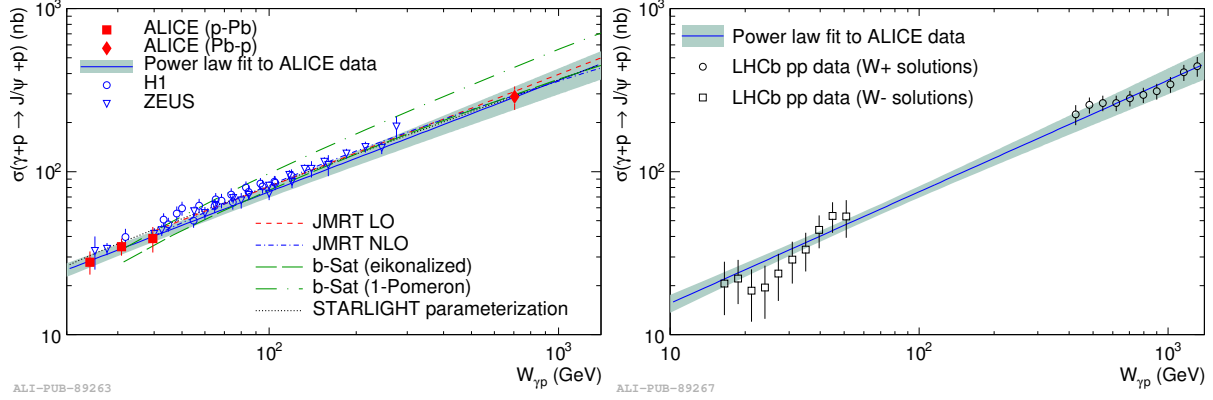 σ(γ+p → J/ψ +p) (nb)
10³
10²
10
ALICE (p-Pb)
ALICE (Pb-p)
Power law fit to ALICE data
H1
ZEUS
JMRT LO
JMRT NLO
b-Sat (eikonalized)
b-Sat (1-Pomeron)
STARLIGHT parameterization
10² 10³
Wγp (GeV)
ALI-PUB-89263
σ(γ+p → J/ψ +p) (nb)
10³
10²
10
Power law fit to ALICE data
LHCb pp data (W+ solutions)
LHCb pp data (W- solutions)
10 10² 10³
Wγp (GeV)
ALI-PUB-89267